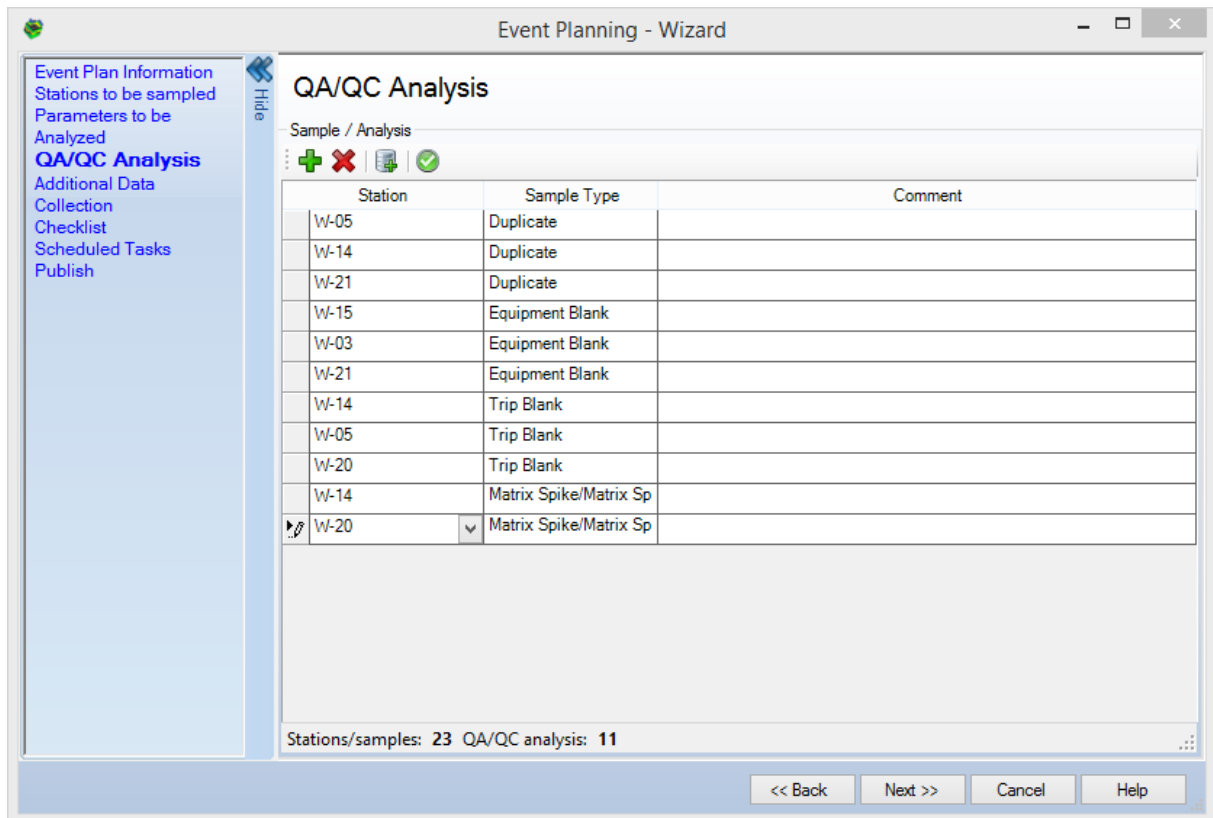 Event Planning - Wizard
Event Plan Information
Stations to be sampled
Parameters to be
Analyzed
QA/QC Analysis
Additional Data
Collection
Checklist
Scheduled Tasks
Publish
Hide
QA/QC Analysis
Sample / Analysis
Station Sample Type Comment
W-05 Duplicate
W-14 Duplicate
W-21 Duplicate
W-15 Equipment Blank
W-03 Equipment Blank
W-21 Equipment Blank
W-14 Trip Blank
W-05 Trip Blank
W-20 Trip Blank
W-14 Matrix Spike/Matrix Sp
W-20 Matrix Spike/Matrix Sp
Stations/samples: 23 QA/QC analysis: 11
<< Back Next >> Cancel Help